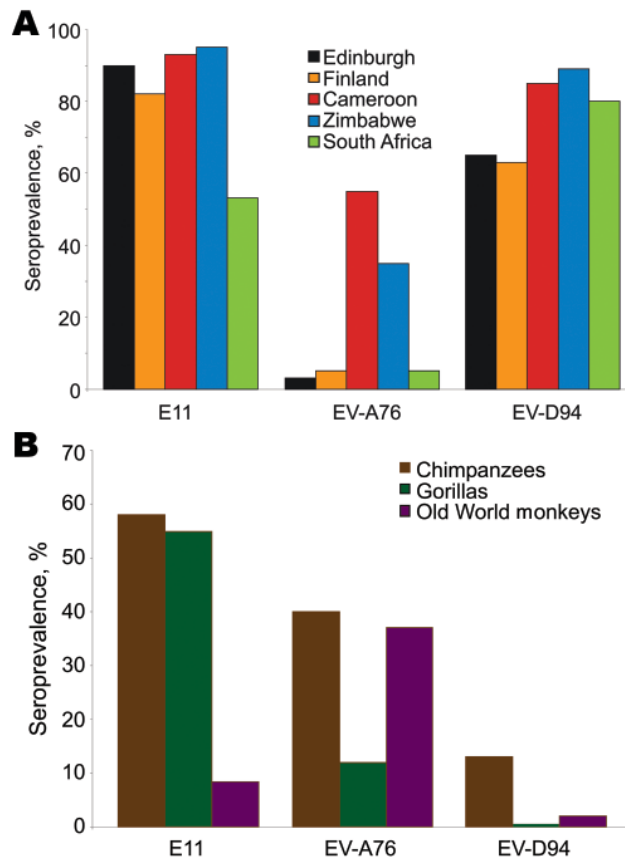 A
Seroprevalence, %
100
80
60
40
20
0
Edinburgh
Finland
Cameroon
Zimbabwe
South Africa
E11 EV-A76 EV-D94
B
Seroprevalence, %
70
60
50
40
30
20
10
0
Chimpanzees
Gorillas
Old World monkeys
E11 EV-A76 EV-D94